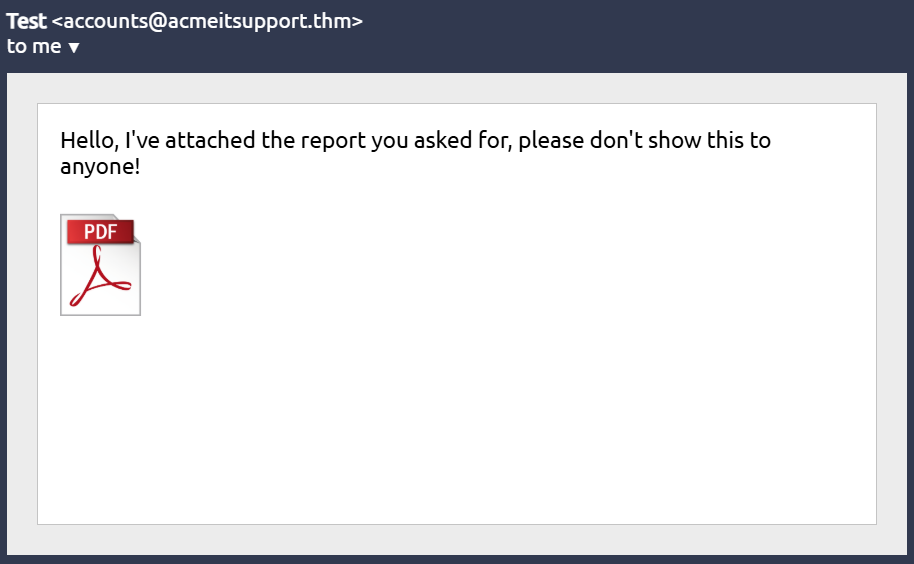 Test <accounts@acmeitsupport.thm>
to me ▼
Hello, I've attached the report you asked for, please don't show this to
anyone!
PDF